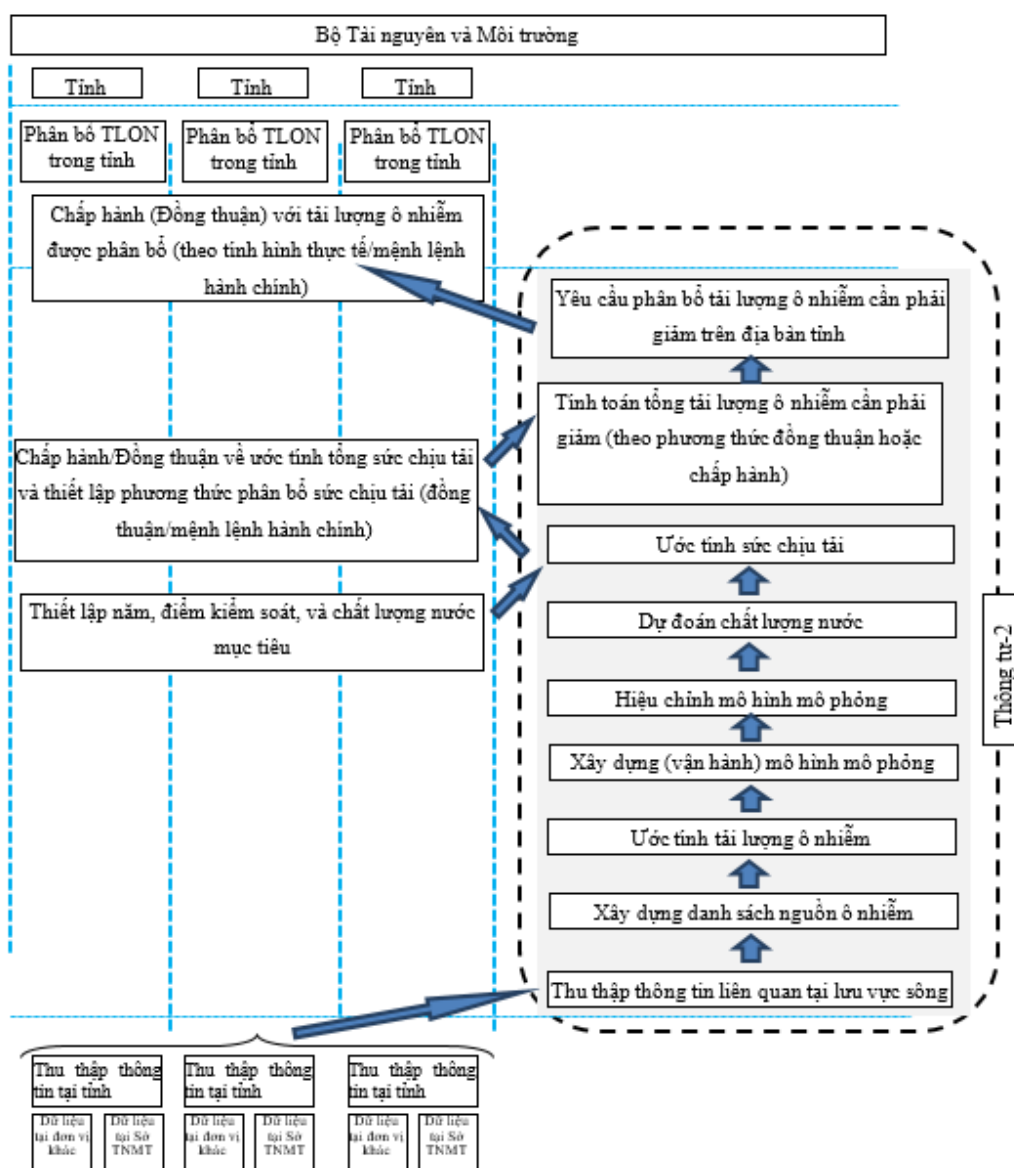 Bộ Tài nguyên và Môi trường
Tỉnh
Tỉnh
Tỉnh
Phân bổ TLON
trong tỉnh
Phân bổ TLON
trong tỉnh
Phân bổ TLON
trong tỉnh
Chấp hành (Đồng thuận) với tải lượng ô nhiễm
được phân bổ (theo tình hình thực tế/mệnh lệnh
hành chính)
Yêu cầu phân bổ tải lượng ô nhiễm cần phải
giảm trên địa bàn tỉnh
Tính toán tổng tải lượng ô nhiễm cần phải
giảm (theo phương thức đồng thuận hoặc
chấp hành)
Chấp hành/Đồng thuận về ước tính tổng sức chịu tải
và thiết lập phương thức phân bổ sức chịu tải (đồng
thuận/mệnh lệnh hành chính)
Ước tính sức chịu tải
Thiết lập năm, điểm kiểm soát, và chất lượng nước
mục tiêu
Dự đoán chất lượng nước
Thông tư-2
Hiệu chỉnh mô hình mô phỏng
Xây dựng (vận hành) mô hình mô phỏng
Ước tính tải lượng ô nhiễm
Xây dựng danh sách nguồn ô nhiễm
Thu thập thông tin liên quan tại lưu vực sông
Thu thập thông
tin tại tỉnh
Thu thập thông
tin tại tỉnh
Thu thập thông
tin tại tỉnh
Dữ liệu
tại đơn vị
khác
Dữ liệu
tại Sở
TNMT
Dữ liệu
tại đơn vị
khác
Dữ liệu
tại Sở
TNMT
Dữ liệu
tại đơn vị
khác
Dữ liệu
tại Sở
TNMT